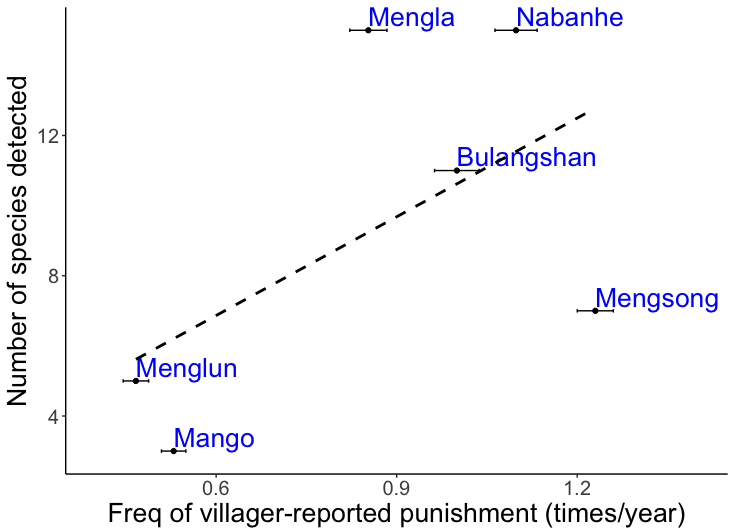 Mengla
Nabanhe
12
Bulangshan
8
Mengsong
Menglun
4
Mango
0.6
0.9
1.2
Freq of villager-reported punishment (times/year)
Number of species detected